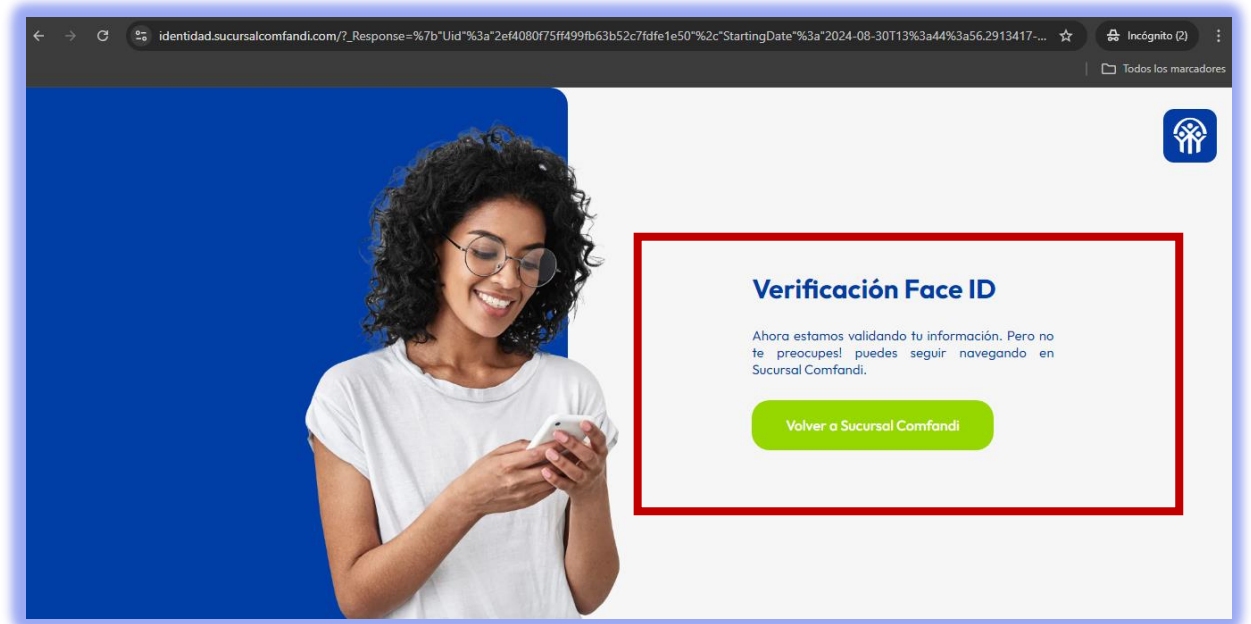 identidad.sucursalcomfandi.com/?_Response=%7b"Uid"%3a"2ef4080f75ff499fb63b52c7fdfe1e50"%2c"StartingDate"%3a"2024-08-30T13%3a44%3a56.2913417-...
Incógnito (2)
Todos los marcadores
Verificación Face ID
Ahora estamos validando tu información. Pero no
te preocupes! puedes seguir navegando en
Sucursal Comfandi.
Volver a Sucursal Comfandi